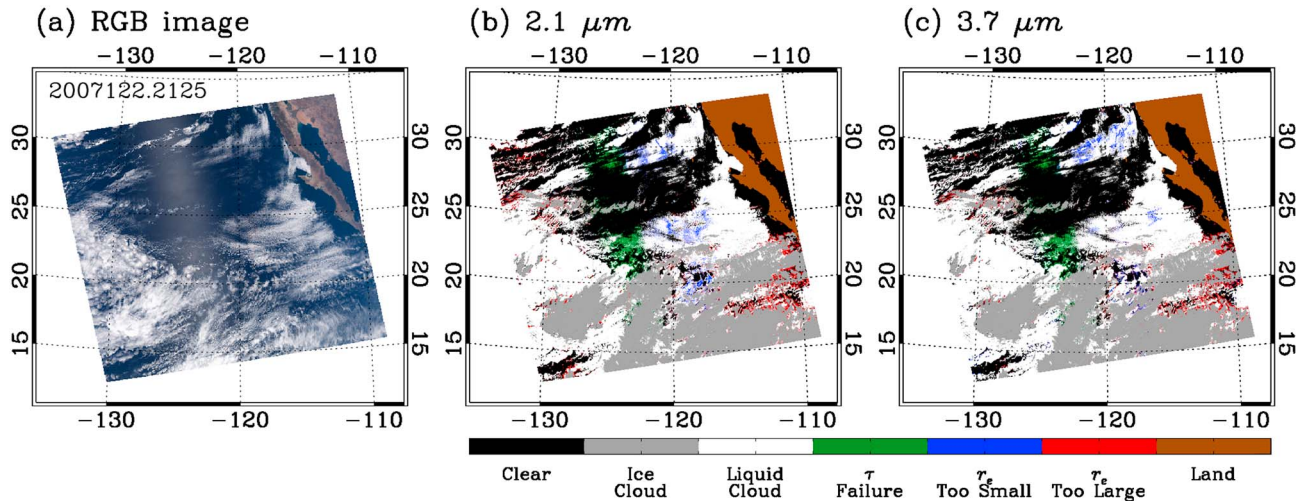 (a) RGB image
(b) 2.1 μm
(c) 3.7 μm
−130 −120 −110
−130 −120 −110
−130 −120 −110
2007122.2125
30 30 30 30 30 30
25 25 25 25 25 25
20 20 20 20 20 20
15 15 15 15 15 15
−130 −120 −110
−130 −120 −110
−130 −120 −110
Clear
Ice
Cloud
Liquid
Cloud
τ
Failure
rₑ
Too Small
rₑ
Too Large
Land